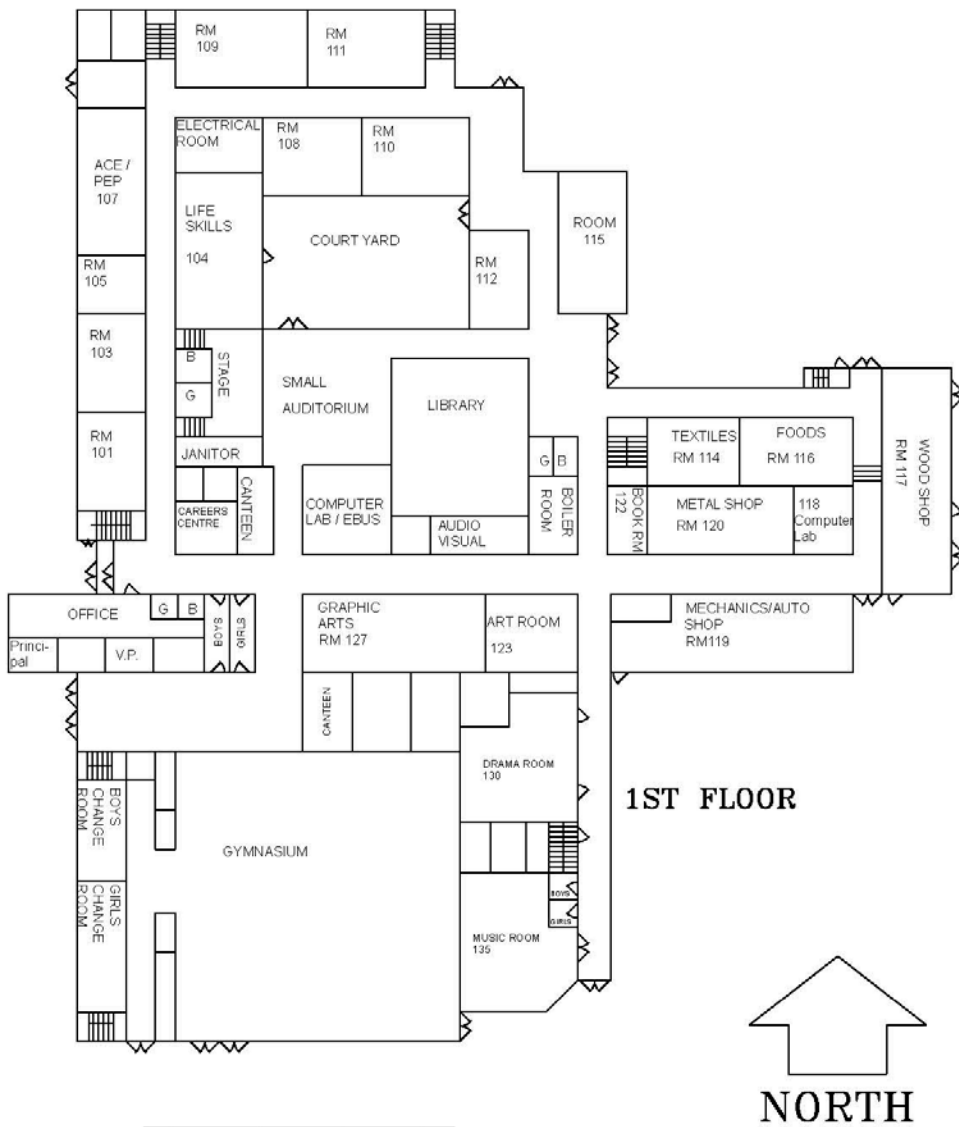 RM
109
RM
111
ELECTRICAL
ROOM
RM
108
RM
110
ACE /
PEP
107
LIFE
SKILLS
104
COURT YARD
ROOM
115
RM
105
RM
112
RM
103
B
G
STAGE
SMALL
AUDITORIUM
LIBRARY
RM
101
JANITOR
CAREERS
CENTRE
CANTEEN
COMPUTER
LAB / EBUS
AUDIO
VISUAL
G B
BOILER
ROOM
TEXTILES
RM 114
FOODS
RM 116
BOOK RM
122
METAL SHOP
RM 120
118
Computer
Lab
WOOD SHOP
RM 117
OFFICE
G B
BOYS
GIRLS
Princi-
pal
V.P.
GRAPHIC
ARTS
RM 127
ART ROOM
123
MECHANICS/AUTO
SHOP
RM119
CANTEEN
DRAMA ROOM
130
1ST FLOOR
BOYS
CHANGE
ROOM
GIRLS
CHANGE
ROOM
GYMNASIUM
BOYS
GIRLS
MUSIC ROOM
135
NORTH